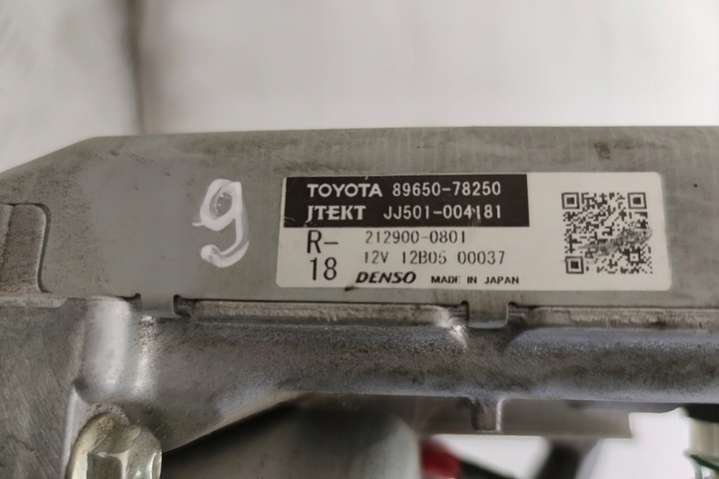 9
TOYOTA 89650-78250
JTEKT JJ501-004181
R-18
212900-0801
12V 12B05 00037
DENSO MADE IN JAPAN